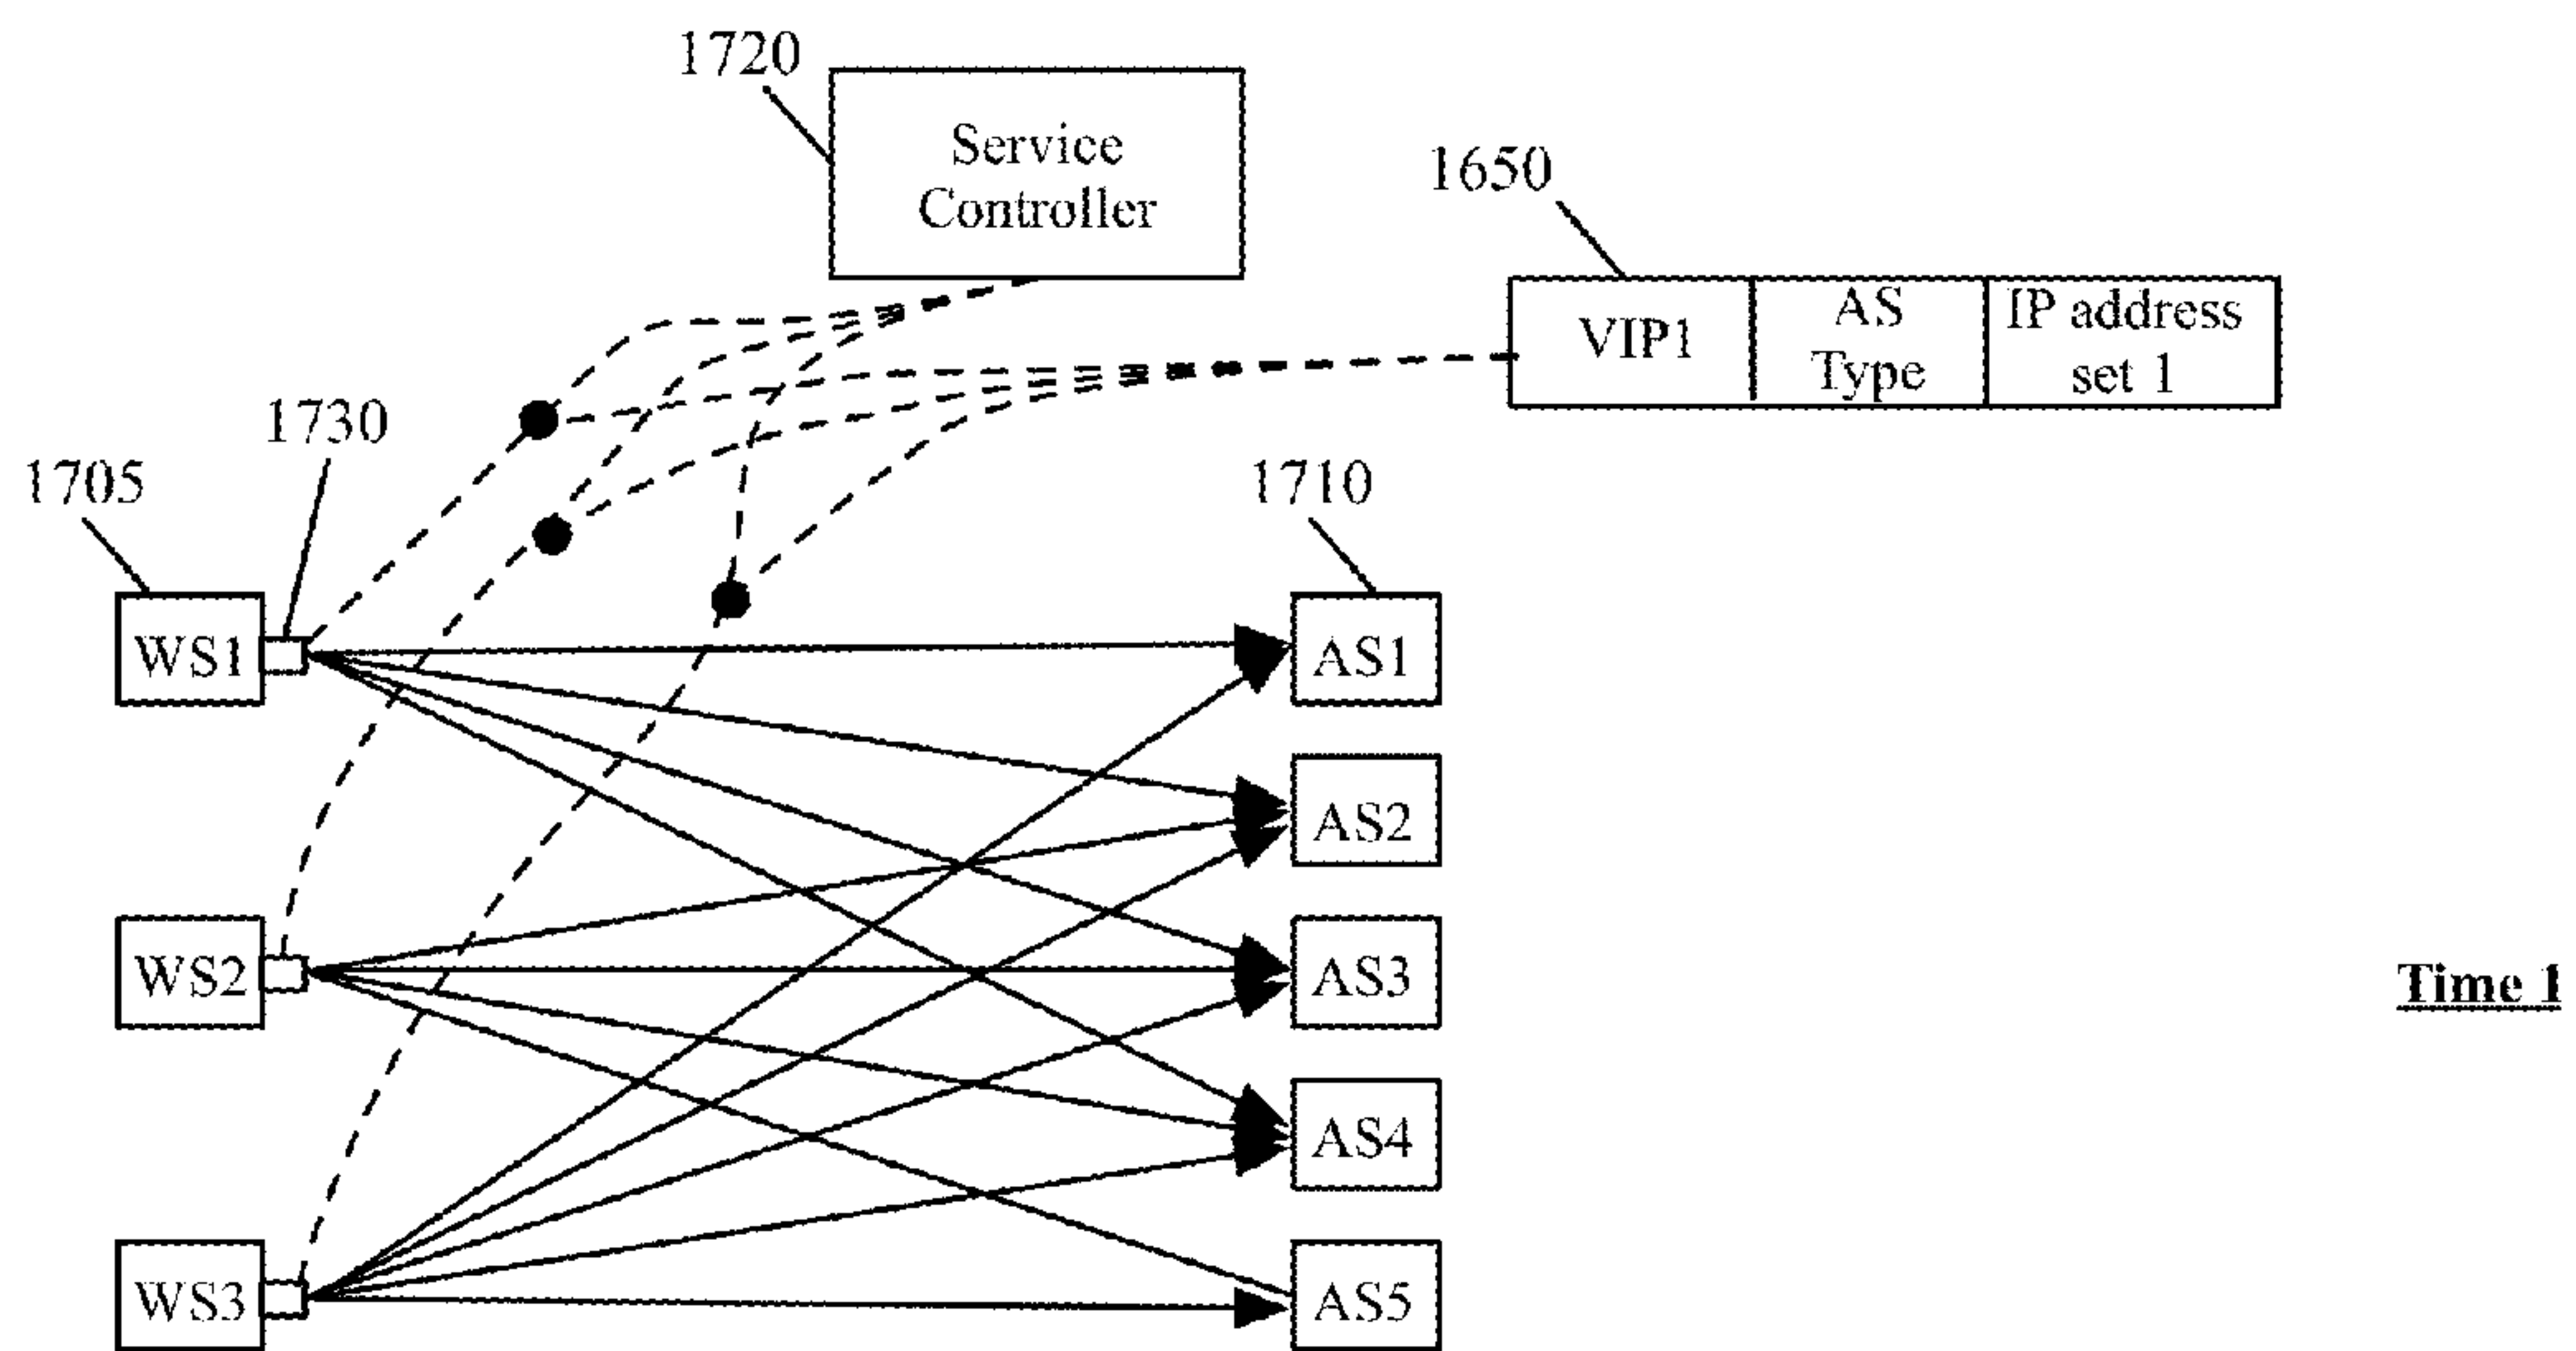 1720
Service
Controller
1650
VIP1
AS
Type
IP address
set 1
1730
1705
1710
WS1
AS1
AS2
WS2
AS3
Time 1
AS4
WS3
AS5